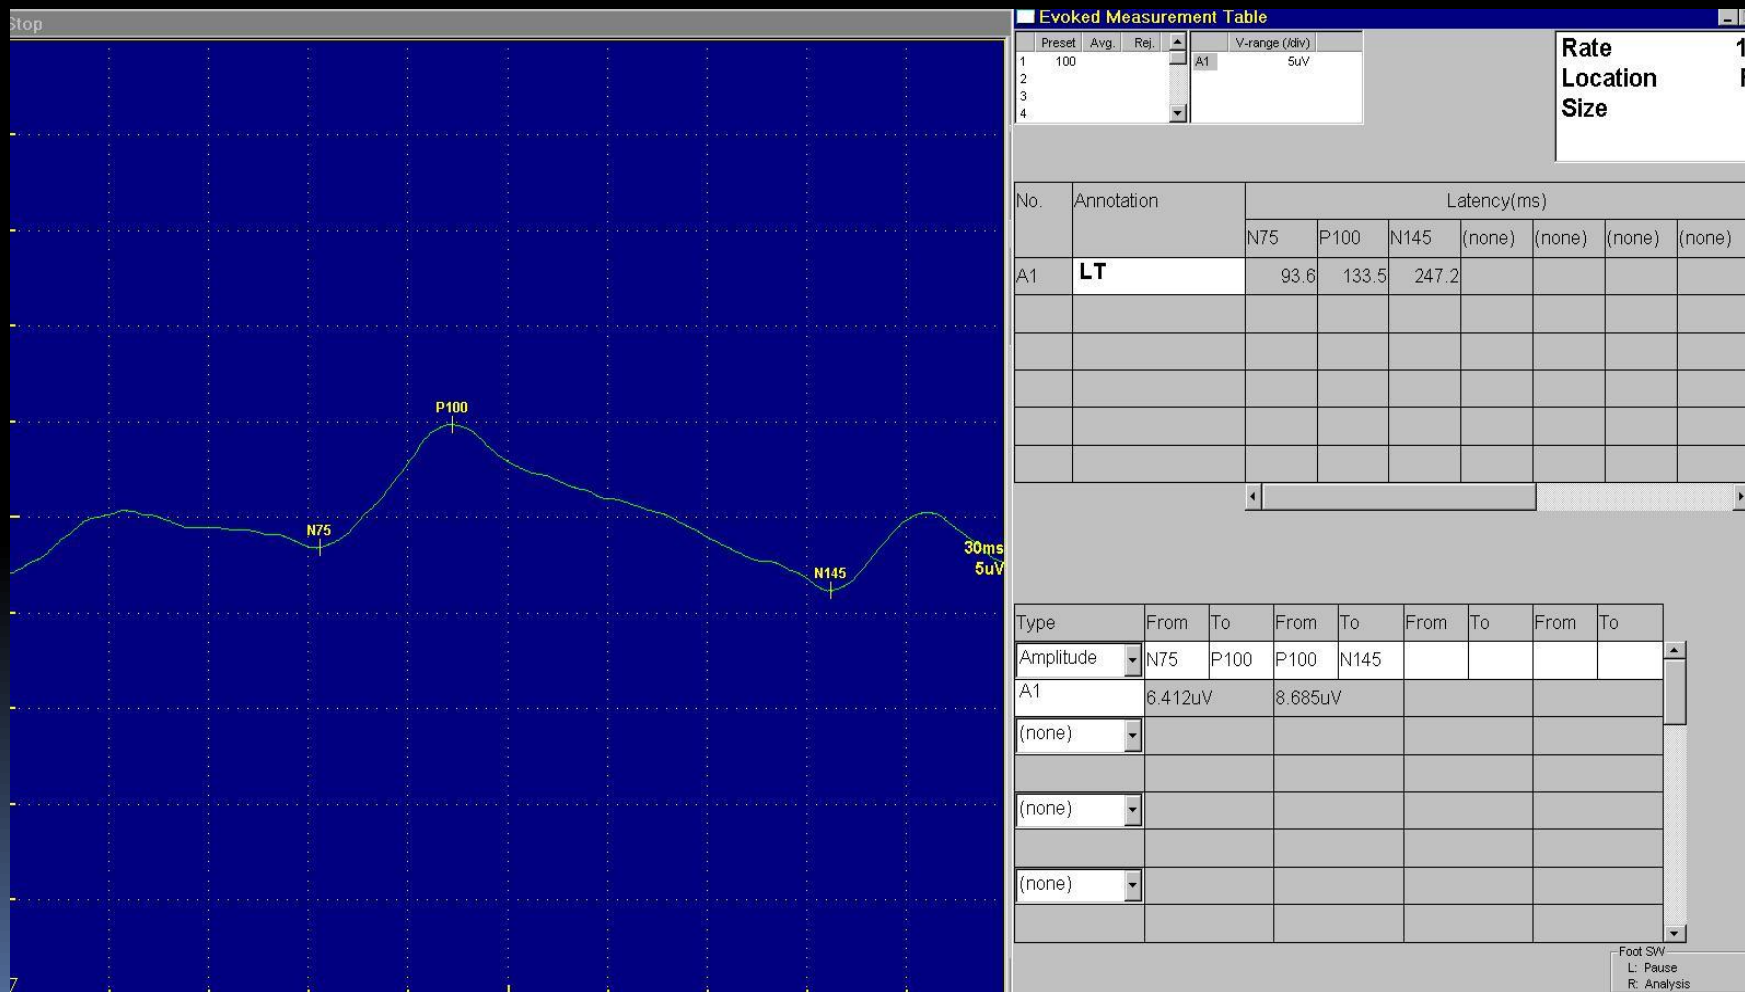 Stop
P100
N75
N145
30ms
5uV
7
Evoked Measurement Table
Preset Avg. Rej.
1 100
2
3
4
V-range (/div)
A1 5uV
Rate 1
Location
Size
No. Annotation Latency(ms)
N75 P100 N145 (none) (none) (none) (none)
A1 LT 93.6 133.5 247.2
Type From To From To From To From To
Amplitude N75 P100 P100 N145
A1 6.412uV 8.685uV
(none)
(none)
(none)
Foot SW
L: Pause
R: Analysis